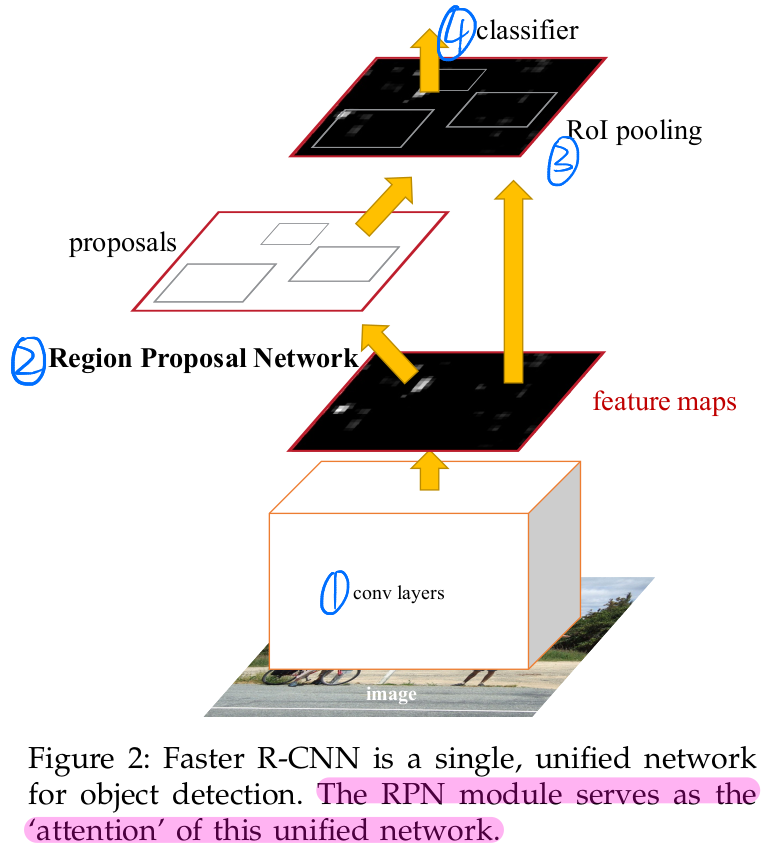 ④ classifier
RoI pooling
③
proposals
② Region Proposal Network
feature maps
① conv layers
image
Figure 2: Faster R-CNN is a single, unified network
for object detection. The RPN module serves as the
‘attention’ of this unified network.